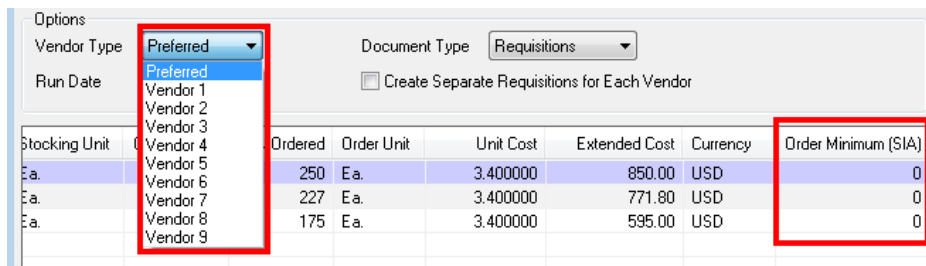 Options
Vendor Type Preferred Document Type Requisitions
Preferred
Run Date Create Separate Requisitions for Each Vendor
Vendor 1
Vendor 2
Vendor 3
Vendor 4
Vendor 5
Vendor 6
Vendor 7
Vendor 8
Vendor 9
Stocking Unit Ordered Order Unit Unit Cost Extended Cost Currency Order Minimum (SIA)
Ea. 250 Ea. 3.400000 850.00 USD 0
Ea. 227 Ea. 3.400000 771.80 USD 0
Ea. 175 Ea. 3.400000 595.00 USD 0